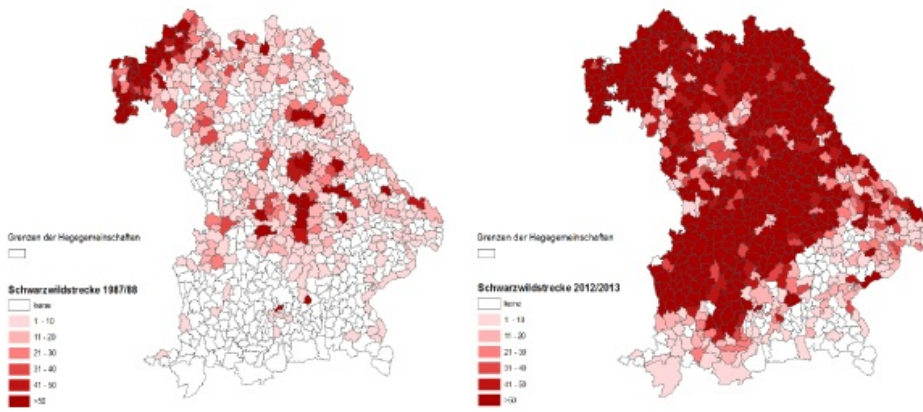 Grenzen der Hegegemeinschaften
Schwarzwildstrecke 1987/88
keine
1 - 10
11 - 20
21 - 30
31 - 40
41 - 50
>50
Grenzen der Hegegemeinschaften
Schwarzwildstrecke 2012/2013
keine
1 - 10
11 - 20
21 - 30
31 - 40
41 - 50
>50